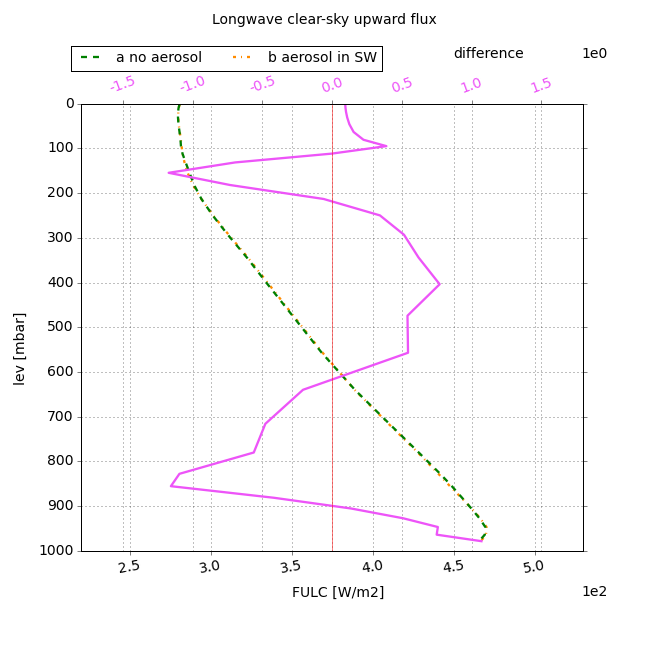 Longwave clear-sky upward flux
a no aerosol b aerosol in SW
difference 1e0
-1.5 -1.0 -0.5 0.0 0.5 1.0 1.5
0
100
200
300
400
500
600
700
800
900
1000
lev [mbar]
2.5 3.0 3.5 4.0 4.5 5.0
FULC [W/m2] 1e2